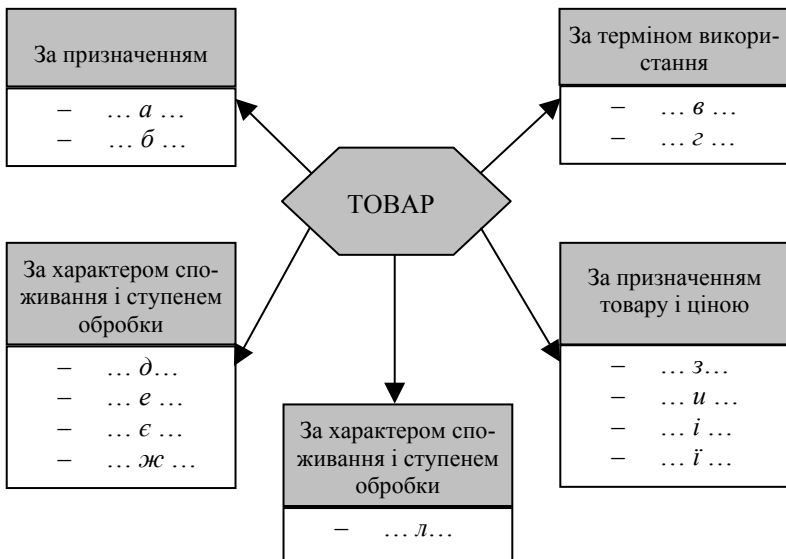 За призначенням
– … а …
– … б …
За терміном викори-
стання
– … в …
– … г …
ТОВАР
За характером спо-
живання і ступенем
обробки
– … д…
– … е …
– … є …
– … ж …
За призначенням
товару і ціною
– … з…
– … и …
– … і …
– … ї …
За характером спо-
живання і ступенем
обробки
– … л…